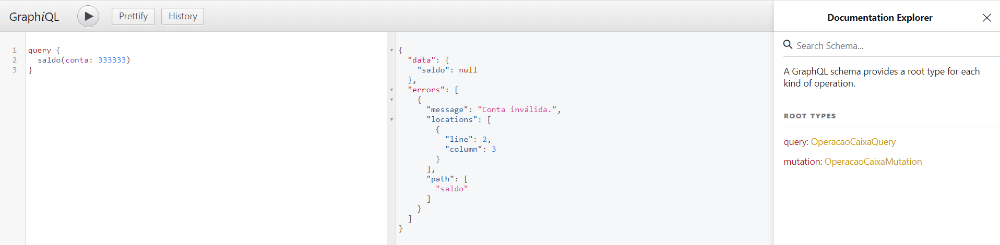 GraphiQL
Prettify
History
1 query {
2   saldo(conta: 333333)
3 }
{
  "data": {
    "saldo": null
  },
  "errors": [
    {
      "message": "Conta inválida.",
      "locations": [
        {
          "line": 2,
          "column": 3
        }
      ],
      "path": [
        "saldo"
      ]
    }
  ]
}
Documentation Explorer
Search Schema...
A GraphQL schema provides a root type for each
kind of operation.
ROOT TYPES
query: OperacaoCaixaQuery
mutation: OperacaoCaixaMutation